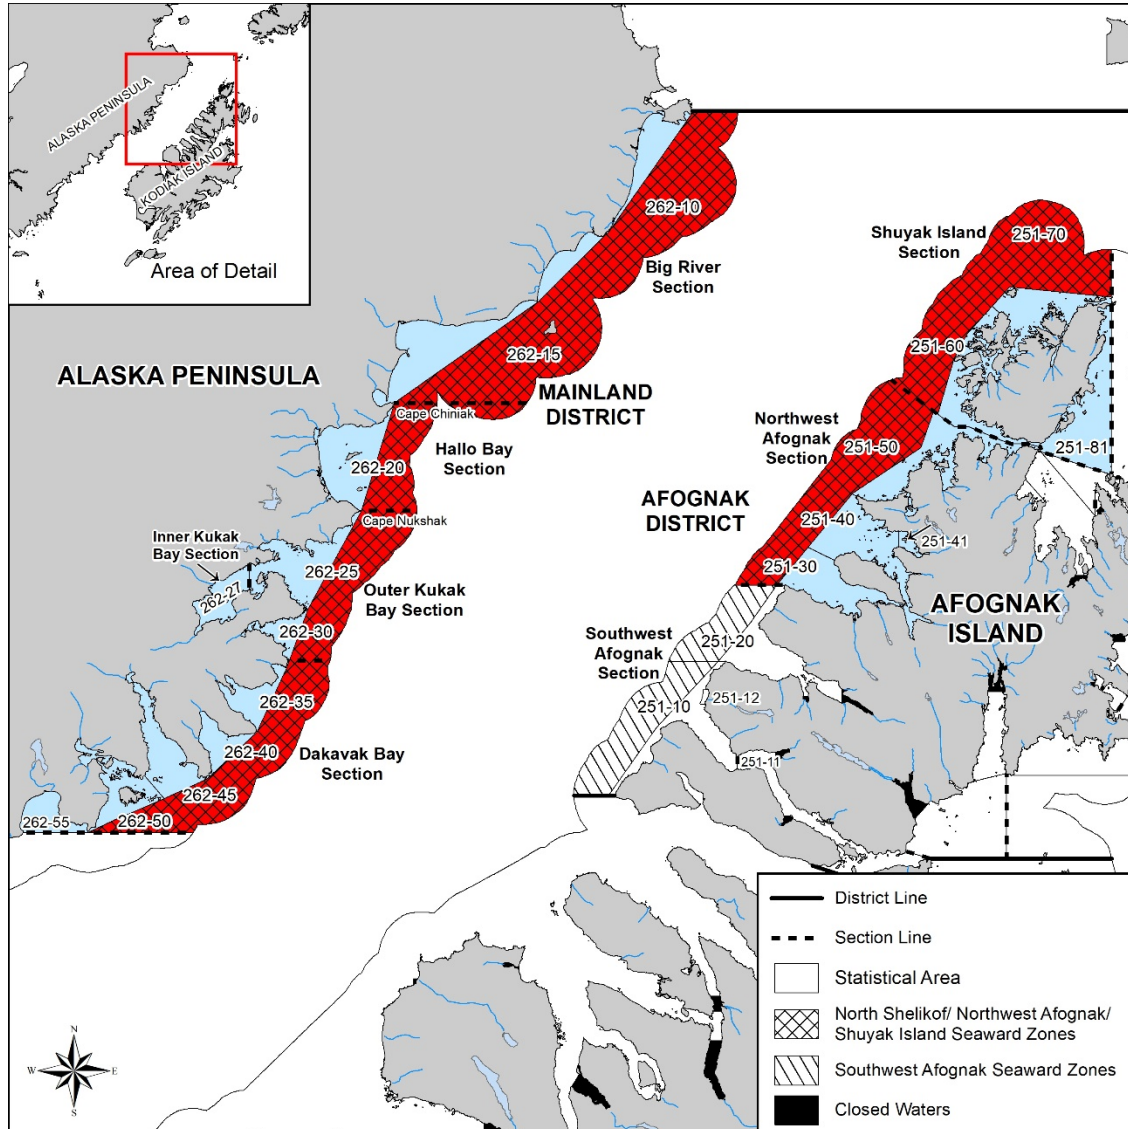 ALASKA PENINSULA
KODIAK ISLAND
Area of Detail
262-10
Big River
Section
Shuyak Island
Section
251-70
262-15
251-60
ALASKA PENINSULA
MAINLAND
DISTRICT
Cape Chiniak
Hallo Bay
Section
262-20
Northwest
Afognak
Section
251-50
251-81
AFOGNAK
DISTRICT
Cape Nukshak
251-40
251-41
Inner Kukak
Bay Section
262-27
262-25
251-30
Outer Kukak
Bay Section
AFOGNAK
ISLAND
262-30
Southwest
Afognak
Section
251-20
262-35
251-10
251-12
262-40
Dakavak Bay
Section
251-11
262-45
262-55
262-50
District Line
Section Line
Statistical Area
North Shelikof/ Northwest Afognak/
Shuyak Island Seaward Zones
Southwest Afognak Seaward Zones
Closed Waters
N
W
E
S